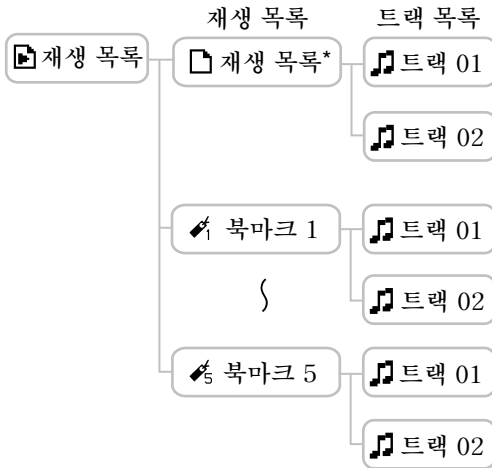 재생 목록 트랙 목록
재생 목록 재생 목록* 트랙 01
트랙 02
1 북마크 1 트랙 01
트랙 02
5 북마크 5 트랙 01
트랙 02